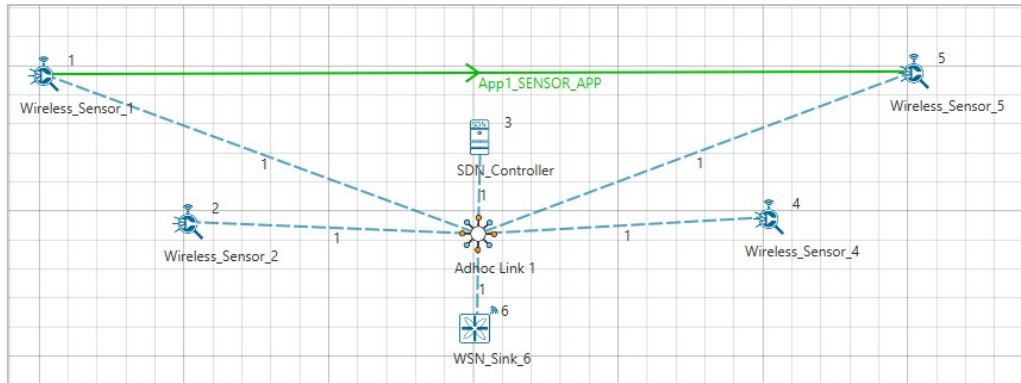 1
5
App1_SENSOR_APP
Wireless_Sensor_1
Wireless_Sensor_5
3
SDN
SDN_Controller
1
1
1
2
4
1
1
Wireless_Sensor_2
Wireless_Sensor_4
Adhoc Link 1
1
6
WSN_Sink_6